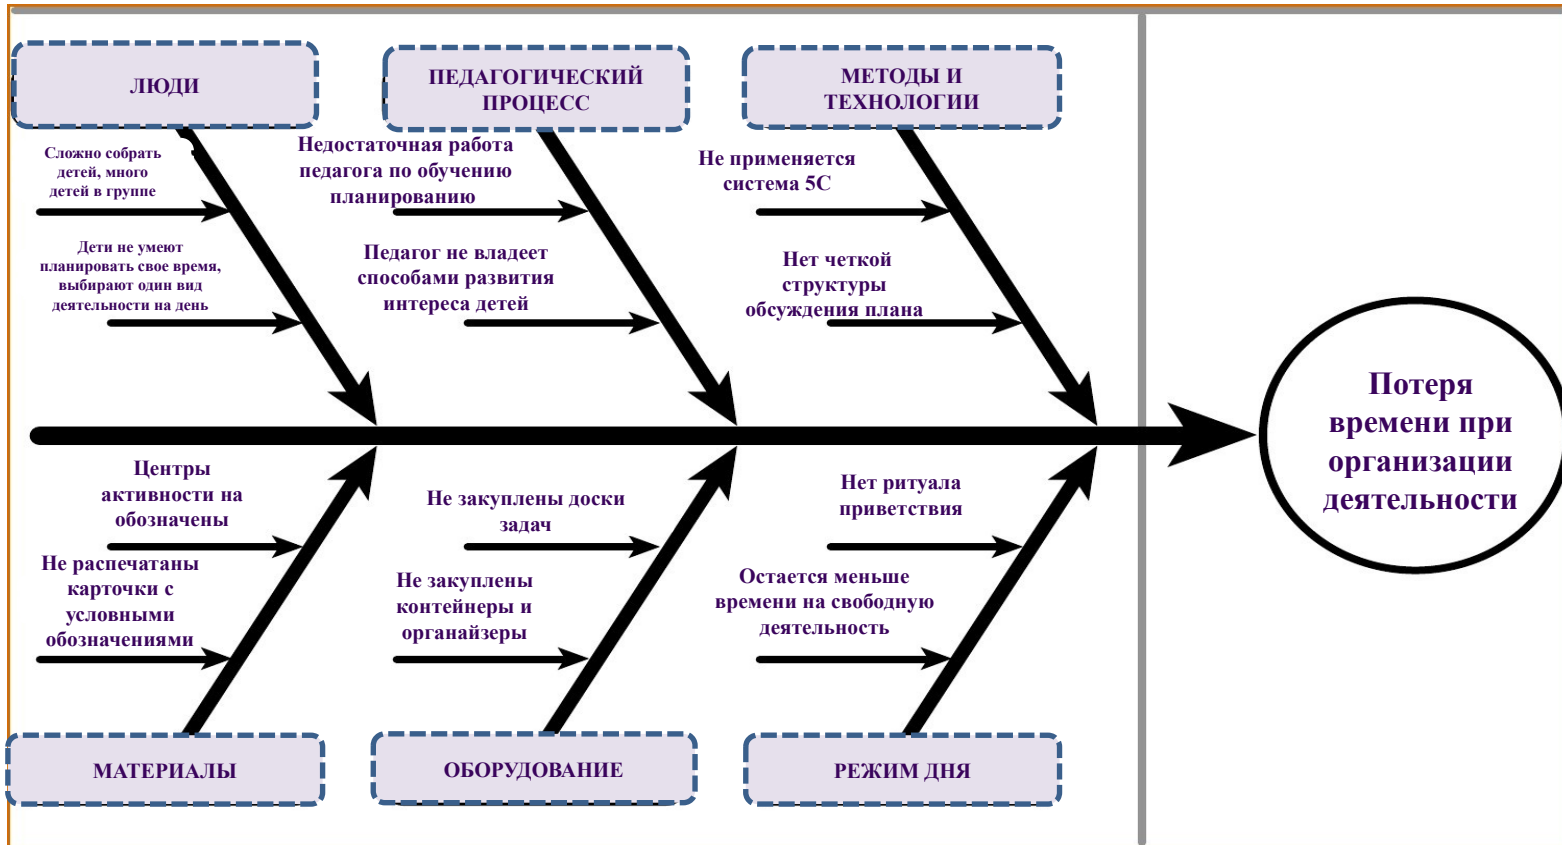 ЛЮДИ
ПЕДАГОГИЧЕСКИЙ
ПРОЦЕСС
МЕТОДЫ И
ТЕХНОЛОГИИ
Сложно собрать
детей, много
детей в группе
Недостаточная работа
педагога по обучению
планированию
Не применяется
система 5С
Дети не умеют
планировать свое время,
выбирают один вид
деятельности на день
Педагог не владеет
способами развития
интереса детей
Нет четкой
структуры
обсуждения плана
Потеря
времени при
организации
деятельности
Центры
активности на
обозначены
Не закуплены доски
задач
Нет ритуала
приветствия
Не распечатаны
карточки с
условными
обозначениями
Не закуплены
контейнеры и
органайзеры
Остается меньше
времени на свободную
деятельность
МАТЕРИАЛЫ
ОБОРУДОВАНИЕ
РЕЖИМ ДНЯ